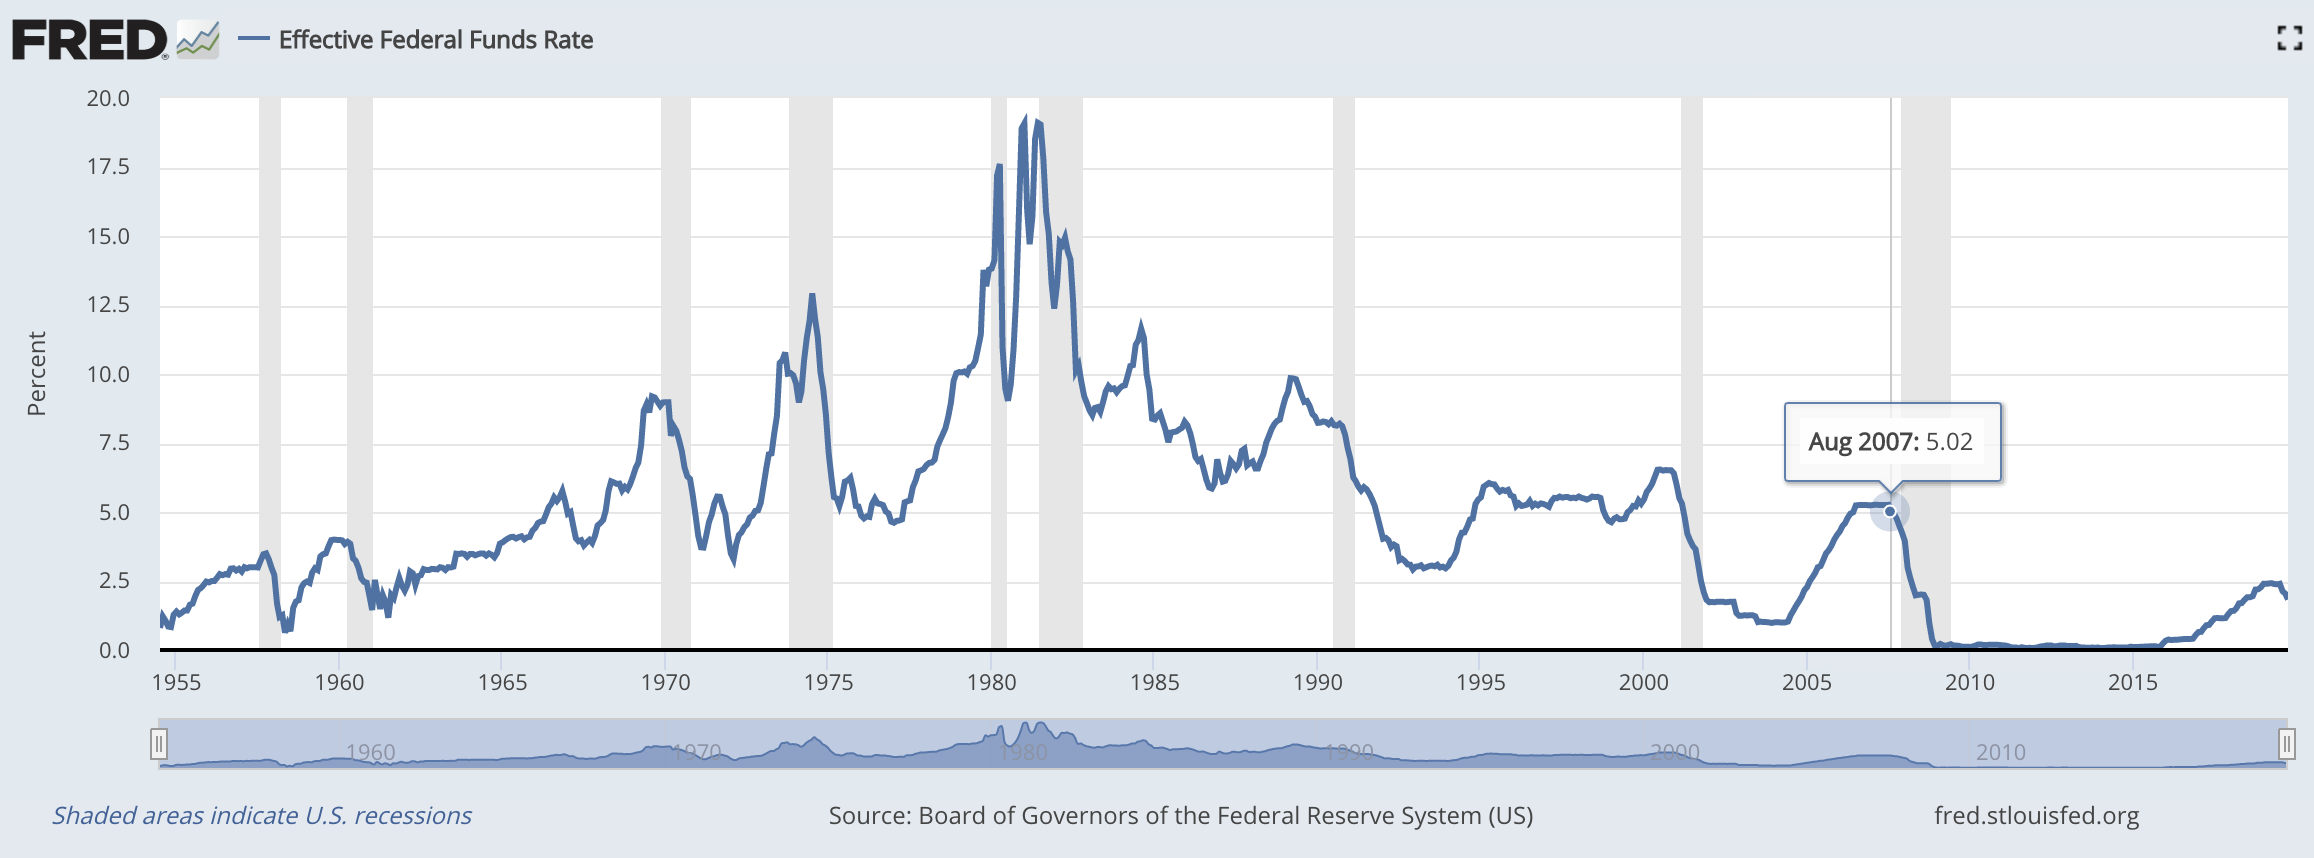 FRED® Effective Federal Funds Rate
20.0
17.5
15.0
12.5
10.0
7.5
5.0
2.5
0.0
Percent
Aug 2007: 5.02
1955 1960 1965 1970 1975 1980 1985 1990 1995 2000 2005 2010 2015
1960 1970 1980 1990 2000 2010
Shaded areas indicate U.S. recessions Source: Board of Governors of the Federal Reserve System (US) fred.stlouisfed.org